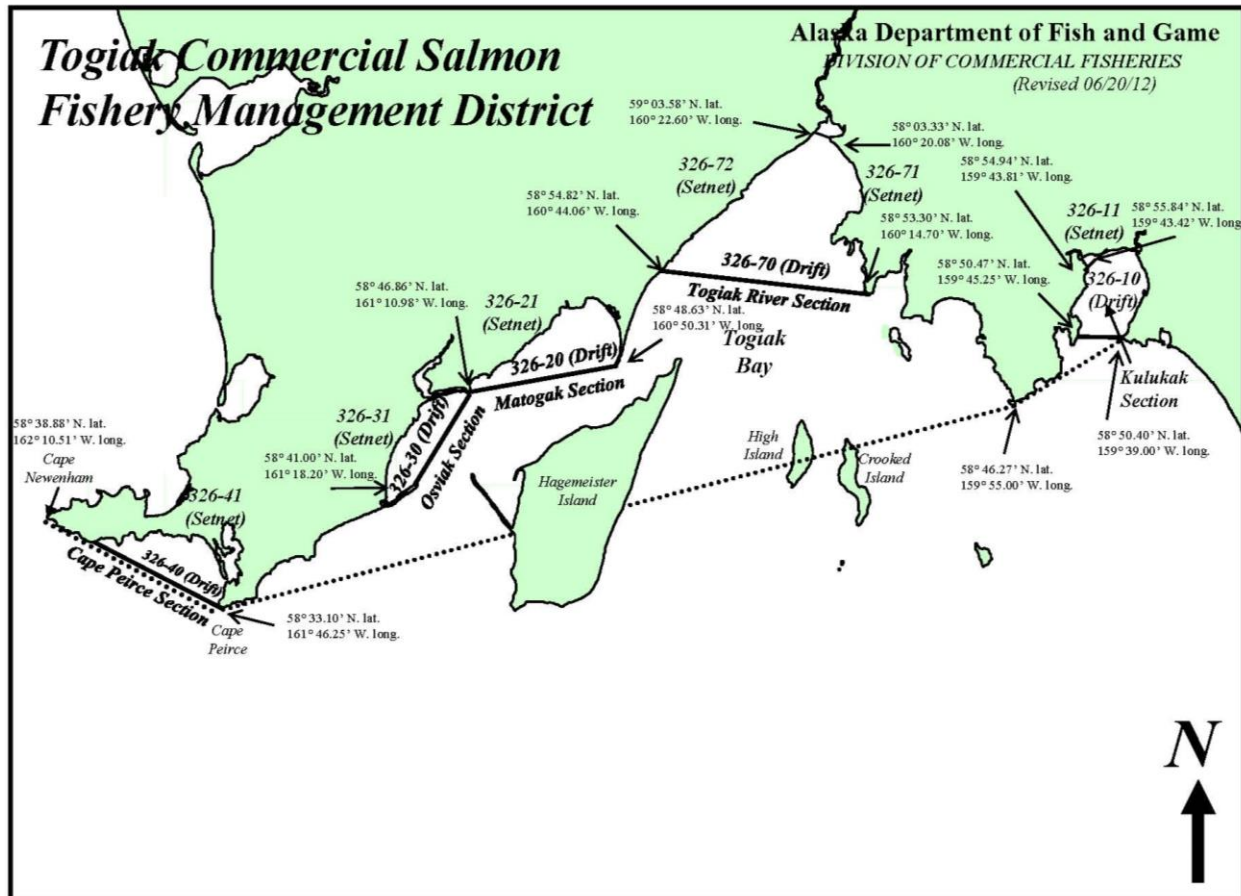 Togiak Commercial Salmon
Fishery Management District
Alaska Department of Fish and Game
DIVISION OF COMMERCIAL FISHERIES
(Revised 06/20/12)
59° 03.58' N. lat.
160° 22.60' W. long.
58° 03.33' N. lat.
160° 20.08' W. long.
58° 54.94' N. lat.
159° 43.81' W. long.
326-72
(Setnet)
326-71
(Setnet)
58° 54.82' N. lat.
160° 44.06' W. long.
58° 53.30' N. lat.
160° 14.70' W. long.
326-11
(Setnet)
58° 55.84' N. lat.
159° 43.42' W. long.
58° 50.47' N. lat.
159° 45.25' W. long.
326-10
(Drift)
326-70 (Drift)
Togiak River Section
58° 46.86' N. lat.
161° 10.98' W. long.
326-21
(Setnet)
58° 48.63' N. lat.
160° 50.31' W. long.
Togiak
Bay
326-20 (Drift)
Matogak Section
Kulukak
Section
58° 50.40' N. lat.
159° 39.00' W. long.
326-31
(Setnet)
326-30 (Drift)
Osviak Section
58° 41.00' N. lat.
161° 18.20' W. long.
58° 38.88' N. lat.
162° 10.51' W. long.
Cape
Newenham
High
Island
Crooked
Island
58° 46.27' N. lat.
159° 55.00' W. long.
Hagemeister
Island
326-41
(Setnet)
326-40 (Drift)
Cape Peirce Section
58° 33.10' N. lat.
161° 46.25' W. long.
Cape
Peirce
N